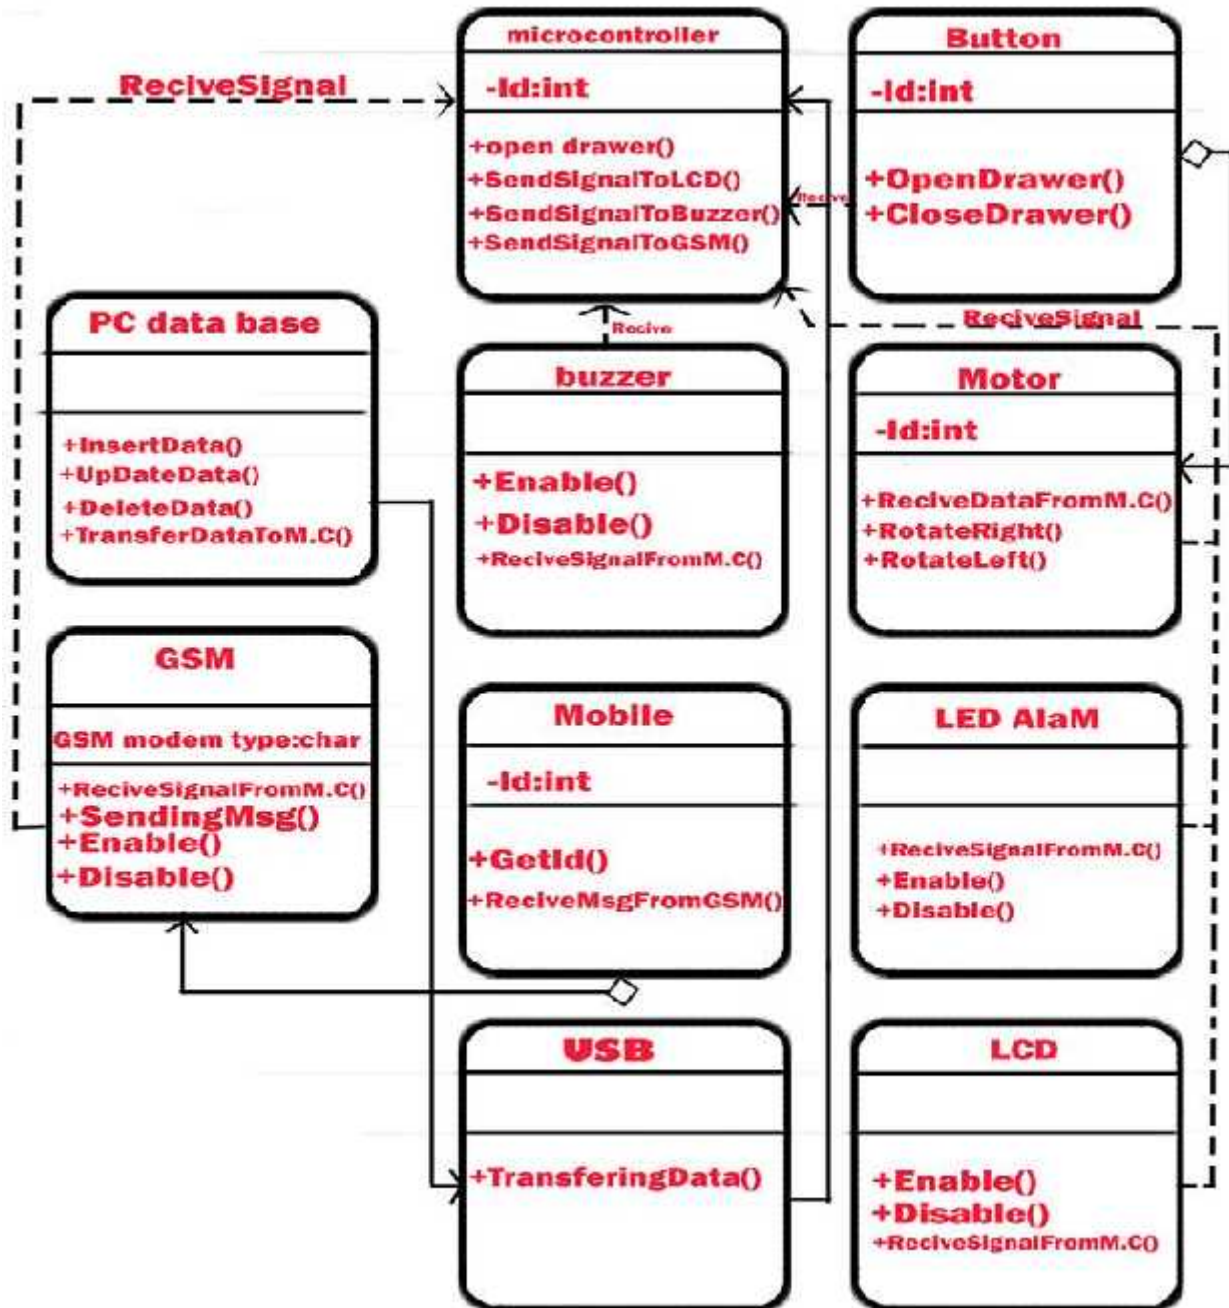 microcontroller
-Id:int
+open drawer()
+SendSignalToLCD()
+SendSignalToBuzzer()
+SendSignalToGSM()
Button
-id:int
+OpenDrawer()
+CloseDrawer()
ReciveSignal
Recive
PC data base
+InsertData()
+UpDateData()
+DeleteData()
+TransferDataToM.C()
Recive
buzzer
+Enable()
+Disable()
+ReciveSignalFromM.C()
ReciveSignal
Motor
-Id:int
+ReciveDataFromM.C()
+RotateRight()
+RotateLeft()
GSM
GSM modem type:char
+ReciveSignalFromM.C()
+SendingMsg()
+Enable()
+Disable()
Mobile
-Id:int
+GetId()
+ReciveMsgFromGSM()
LED AlaM
+ReciveSignalFromM.C()
+Enable()
+Disable()
USB
+TransferingData()
LCD
+Enable()
+Disable()
+ReciveSignalFromM.C()